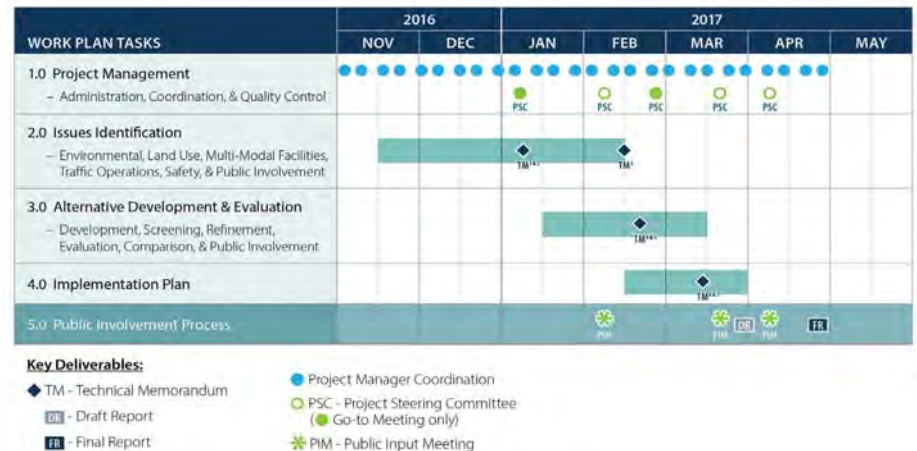 2016 2017
WORK PLAN TASKS NOV DEC JAN FEB MAR APR MAY
1.0 Project Management
– Administration, Coordination, & Quality Control
PSC PSC PSC PSC PSC
2.0 Issues Identification
– Environmental, Land Use, Multi-Modal Facilities,
Traffic Operations, Safety, & Public Involvement
TM TM
3.0 Alternative Development & Evaluation
– Development, Screening, Refinement,
Evaluation, Comparison, & Public Involvement
TM
4.0 Implementation Plan
TM
5.0 Public Involvement Process
PIM PIM DR PIM FR
Key Deliverables:
TM - Technical Memorandum
DR - Draft Report
FR - Final Report
Project Manager Coordination
PSC - Project Steering Committee
( Go-to Meeting only)
PIM - Public Input Meeting